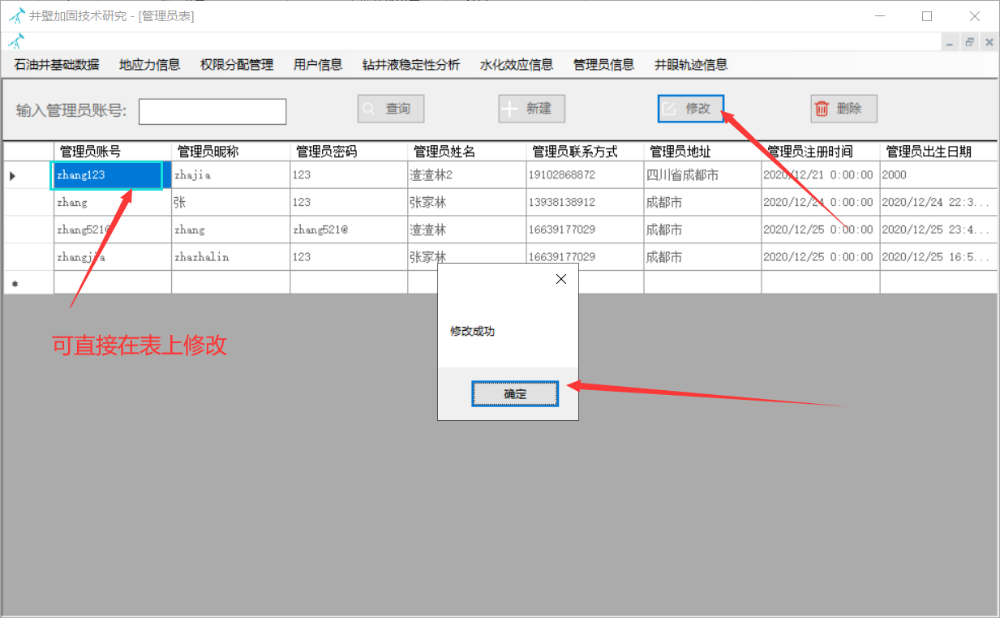 井壁加固技术研究 - [管理员表]
石油井基础数据 地应力信息 权限分配管理 用户信息 钻井液稳定性分析 水化效应信息 管理员信息 井眼轨迹信息
输入管理员账号: 查询 新建 修改 删除
管理员账号 管理员昵称 管理员密码 管理员姓名 管理员联系方式 管理员地址 管理员注册时间 管理员出生日期
zhang123 zhajia 123 渣渣林2 19102868872 四川省成都市 2020/12/21 0:00:00 2000
zhang 张 123 张家林 13938138912 成都市 2020/12/24 0:00:00 2020/12/24 22:3...
zhang521@ zhang zhang521@ 渣渣林 16639177029 成都市 2020/12/25 0:00:00 2020/12/25 23:4...
zhangjia zhazhalin 123 张家林 16639177029 成都市 2020/12/25 0:00:00 2020/12/25 16:5...
修改成功
可直接在表上修改
确定